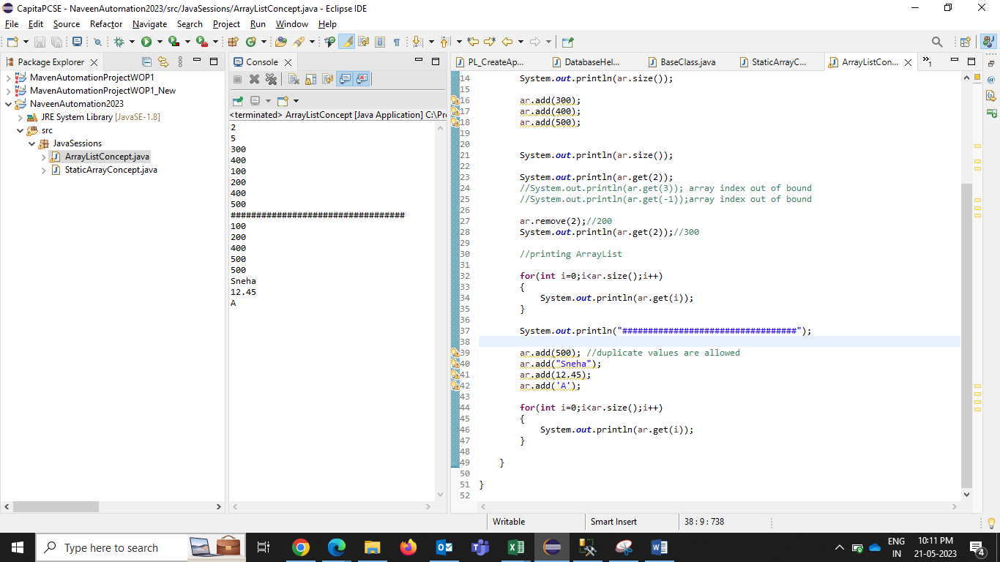 CapitaPCSE - NaveenAutomation2023/src/JavaSessions/ArrayListConcept.java - Eclipse IDE
File Edit Source Refactor Navigate Search Project Run Window Help
Package Explorer
MavenAutomationProjectWOP1
MavenAutomationProjectWOP1_New
NaveenAutomation2023
JRE System Library [JavaSE-1.8]
src
JavaSessions
ArrayListConcept.java
StaticArrayConcept.java
Console
<terminated> ArrayListConcept [Java Application] C:\Pr
2
5
300
400
100
200
400
500
##################################
100
200
400
500
500
Sneha
12.45
A
PL_CreateAp... DatabaseHel... BaseClass.java StaticArrayC... ArrayListCon... »1
14 System.out.println(ar.size());
15
16 ar.add(300);
17 ar.add(400);
18 ar.add(500);
19
20
21 System.out.println(ar.size());
22
23 System.out.println(ar.get(2));
24 //System.out.println(ar.get(3)); array index out of bound
25 //System.out.println(ar.get(-1));array index out of bound
26
27 ar.remove(2);//200
28 System.out.println(ar.get(2));//300
29
30 //printing ArrayList
31
32 for(int i=0;i<ar.size();i++)
33 {
34 System.out.println(ar.get(i));
35 }
36
37 System.out.println("##################################");
38
39 ar.add(500); //duplicate values are allowed
40 ar.add("Sneha");
41 ar.add(12.45);
42 ar.add('A');
43
44 for(int i=0;i<ar.size();i++)
45 {
46 System.out.println(ar.get(i));
47 }
48
49 }
50
51 }
52
Writable Smart Insert 38 : 9 : 738
Type here to search
ENG
IN
10:11 PM
21-05-2023
4